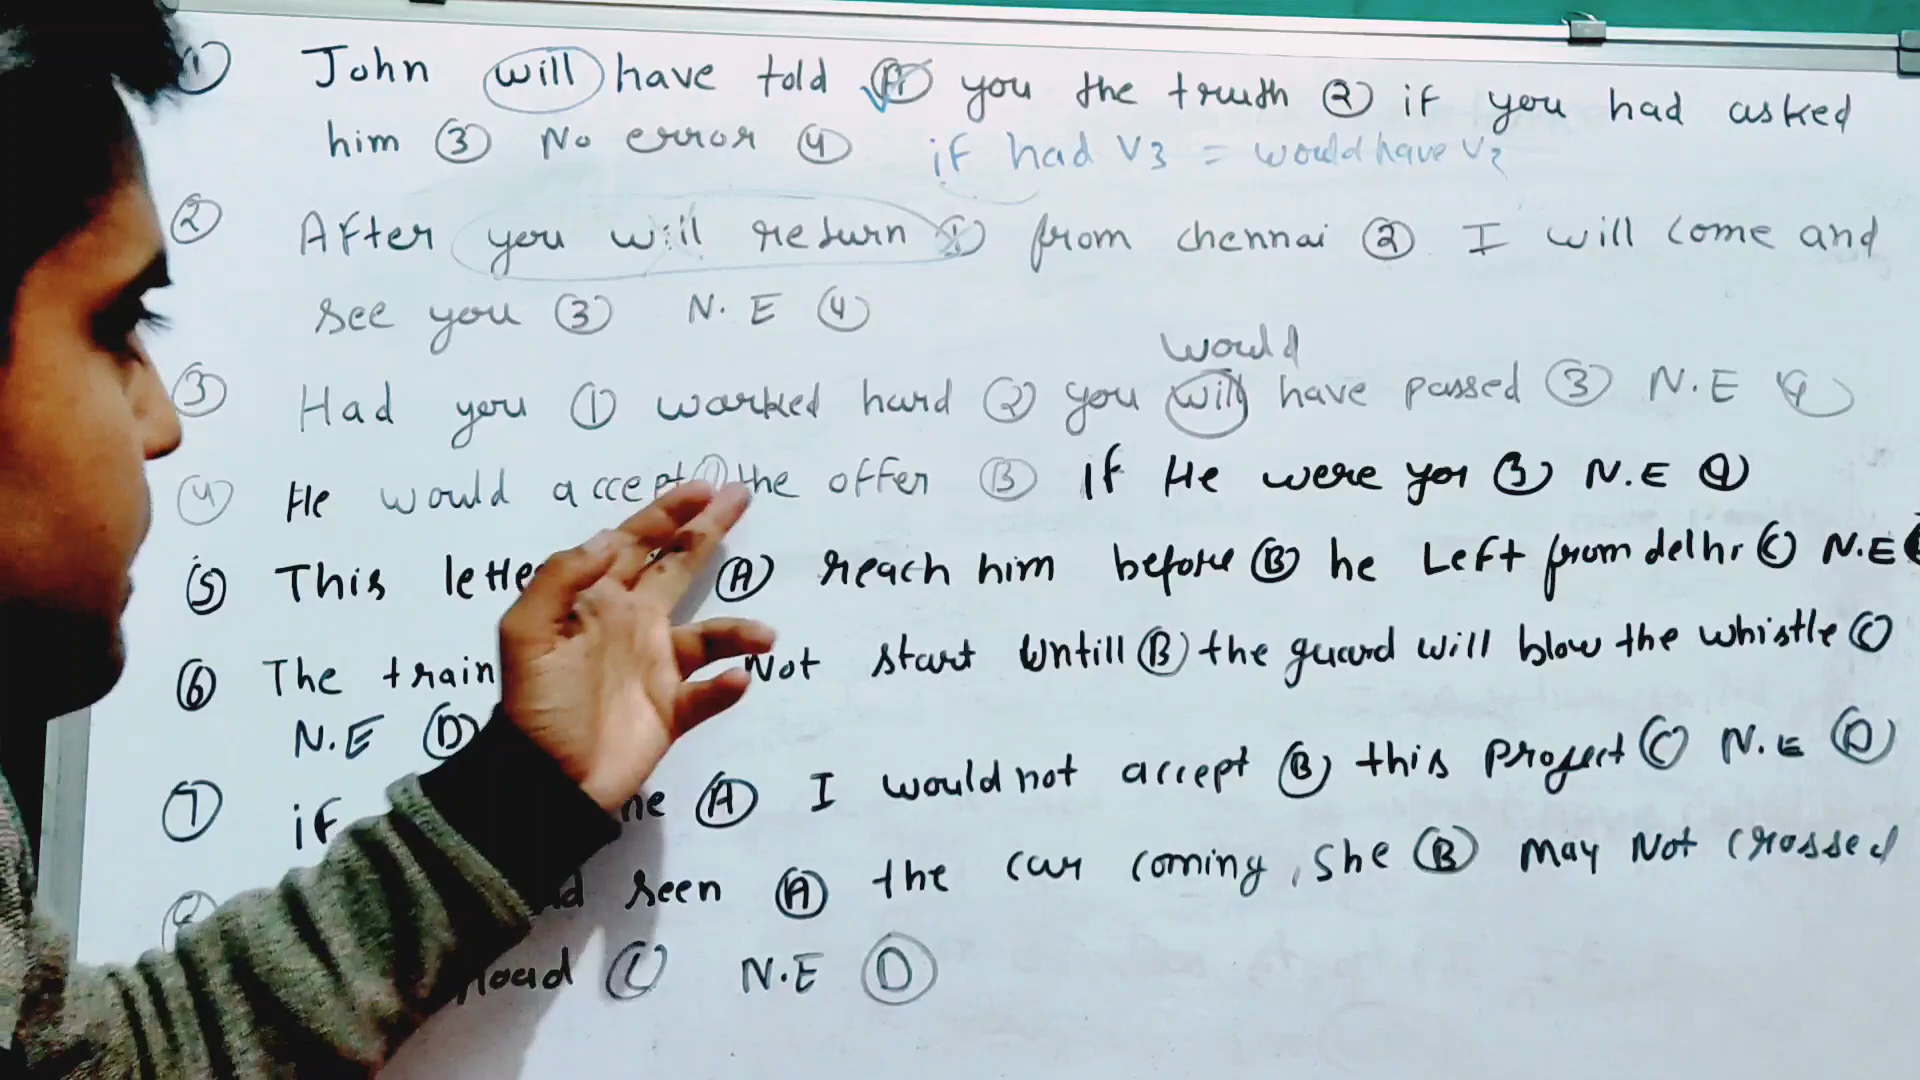 ① John will have told Ⓐ you the truth ② if you had asked
him ③ No error ④ if had V3 = would have V3
② After you will return ① from chennai ② I will come and
see you ③ N.E ④
would
③ Had you ① worked hard ② you will have passed ③ N.E ④
④ He would accept ① the offer Ⓑ if He were you ③ N.E ④
⑤ This Ⓐ reach him before Ⓑ he Left from delhi Ⓒ N.E
⑥ The train Not start Untill Ⓑ the guard will blow the whistle Ⓒ
N.E Ⓓ
⑦ if Ⓐ I would not accept Ⓑ this Project Ⓒ N.E Ⓓ
seen Ⓐ the car coming, she Ⓑ may Not crossed
road Ⓒ N.E Ⓓ